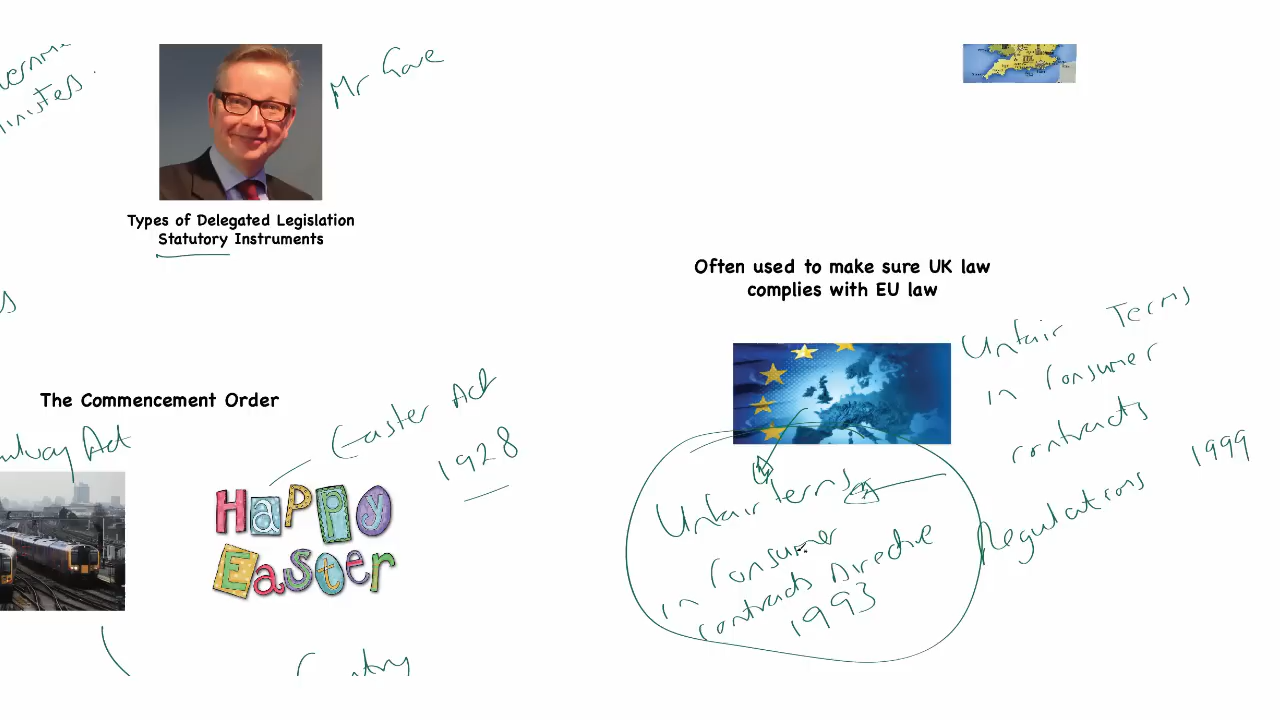 Mr Gove
Types of Delegated Legislation
Statutory Instruments
Often used to make sure UK law
complies with EU law
Unfair Terms
in Consumer
contracts
Regulations 1999
The Commencement Order
Act
Easter Act
1928
Happy
Easter
Unfair terms
in Consumer
contracts Directive
1993